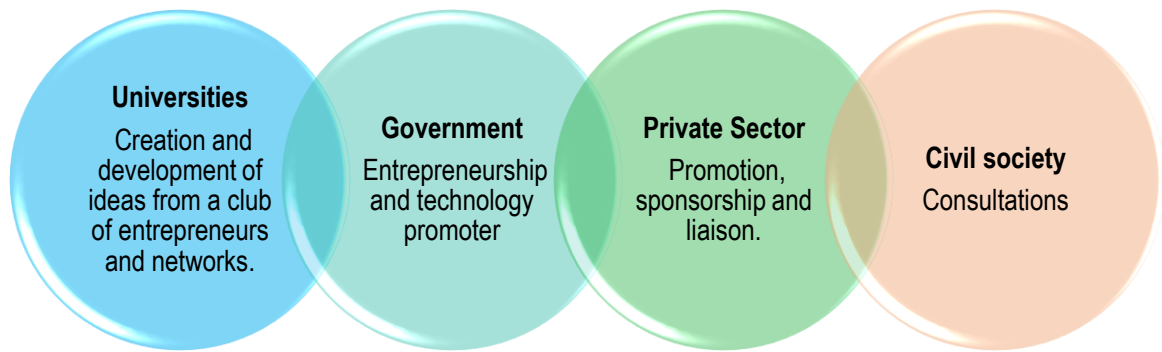 Universities
Creation and
development of
ideas from a club
of entrepreneurs
and networks.
Government
Entrepreneurship
and technology
promoter
Private Sector
Promotion,
sponsorship and
liaison.
Civil society
Consultations